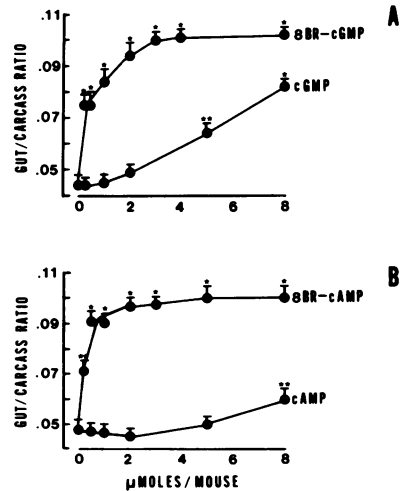 A
.11
.09
.07
.05
GUT/CARCASS RATIO
* * * * * * *
8BR-cGMP
*
**
cGMP
0 2 4 6 8
B
.11
.09
.07
.05
GUT/CARCASS RATIO
** * * * * * *
8BR-cAMP
**
cAMP
0 2 4 6 8
µMOLES/MOUSE